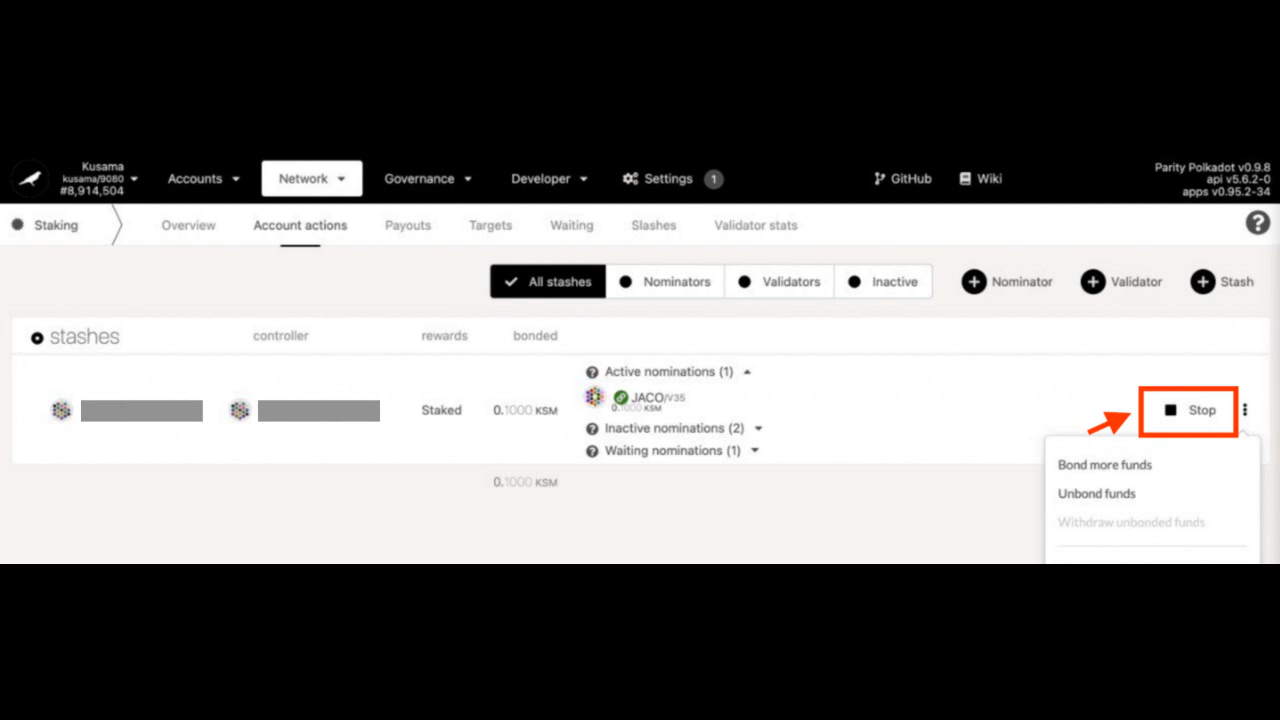 Kusama
kusama/9080
#8,914,504
Accounts
Network
Governance
Developer
Settings 1
GitHub
Wiki
Parity Polkadot v0.9.8
api v5.6.2-0
apps v0.95.2-34
Staking
Overview
Account actions
Payouts
Targets
Waiting
Slashes
Validator stats
?
All stashes
Nominators
Validators
Inactive
Nominator
Validator
Stash
stashes
controller
rewards
bonded
Staked
0.1000 KSM
Active nominations (1)
JACO/V35
0.1000 KSM
Inactive nominations (2)
Waiting nominations (1)
Stop
0.1000 KSM
Bond more funds
Unbond funds
Withdraw unbonded funds